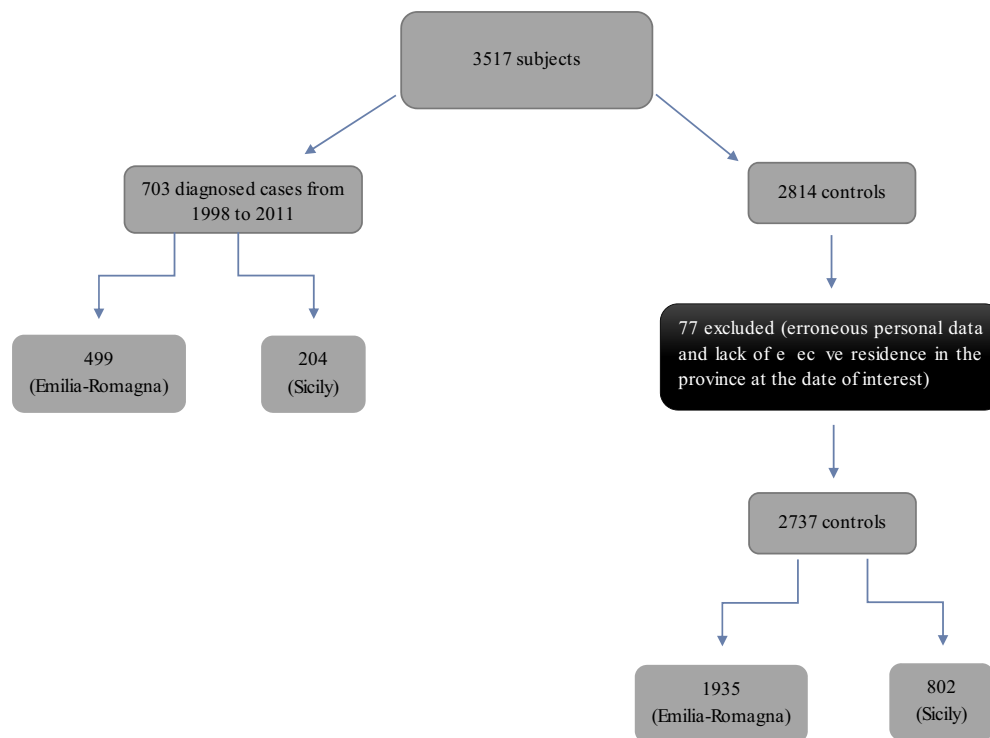 3517 subjects
703 diagnosed cases from
1998 to 2011
2814 controls
499
(Emilia-Romagna)
204
(Sicily)
77 excluded (erroneous personal data
and lack of e ec ve residence in the
province at the date of interest)
2737 controls
1935
(Emilia-Romagna)
802
(Sicily)